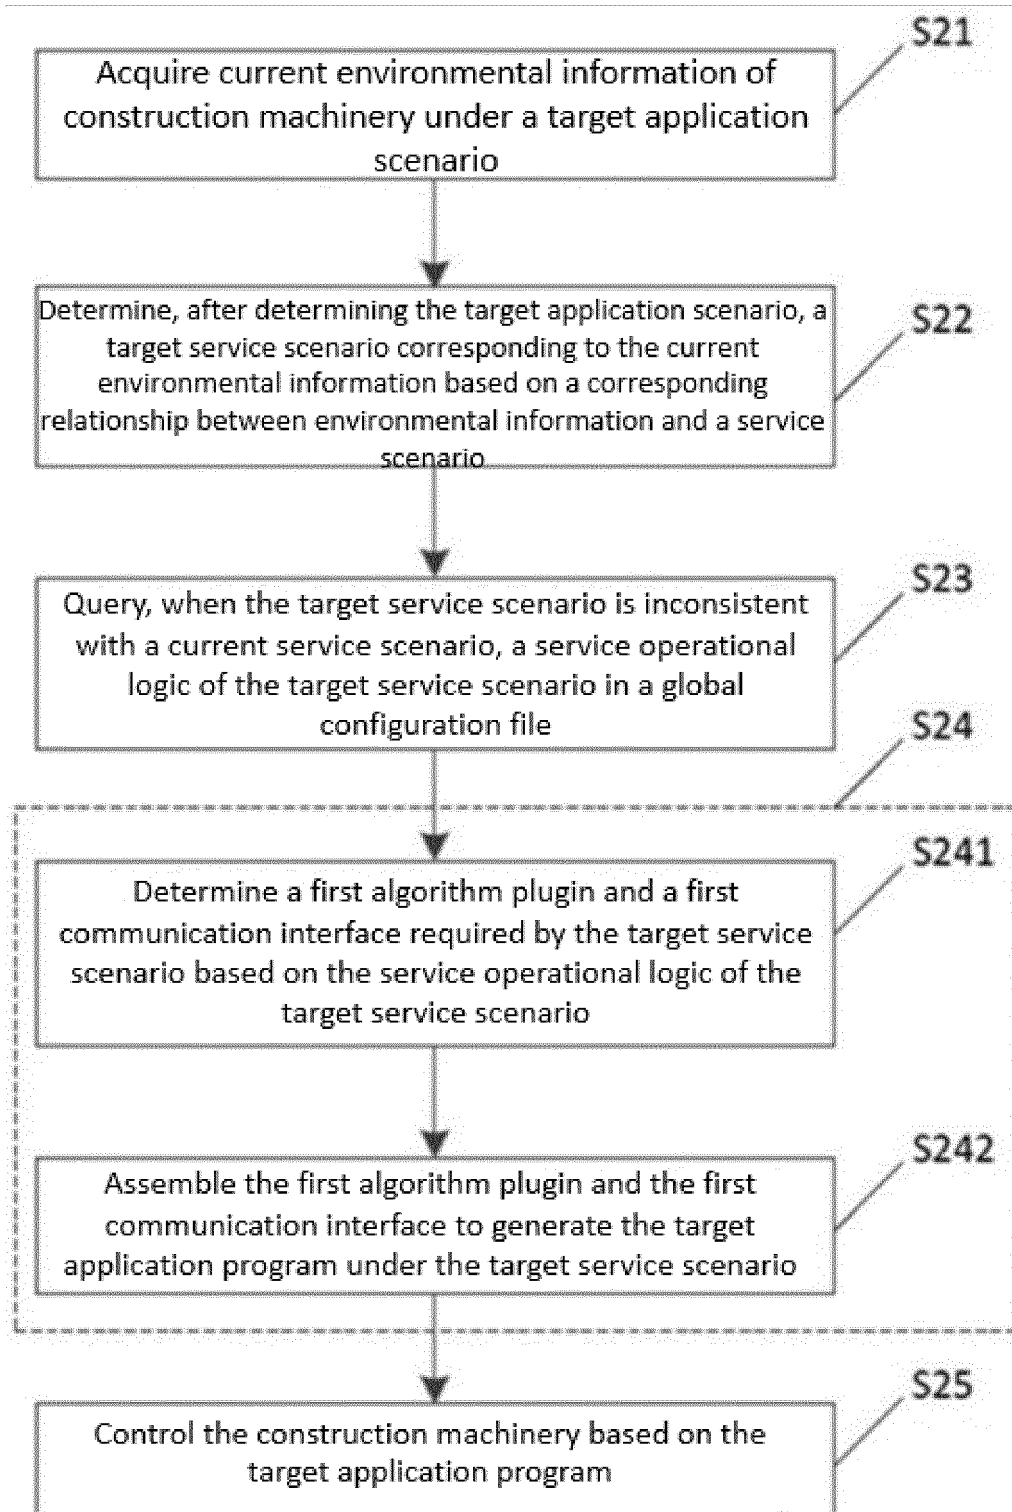 S21
Acquire current environmental information of
construction machinery under a target application
scenario
S22
Determine, after determining the target application scenario, a
target service scenario corresponding to the current
environmental information based on a corresponding
relationship between environmental information and a service
scenario
S23
Query, when the target service scenario is inconsistent
with a current service scenario, a service operational
logic of the target service scenario in a global
configuration file
S24
S241
Determine a first algorithm plugin and a first
communication interface required by the target service
scenario based on the service operational logic of the
target service scenario
S242
Assemble the first algorithm plugin and the first
communication interface to generate the target
application program under the target service scenario
S25
Control the construction machinery based on the
target application program